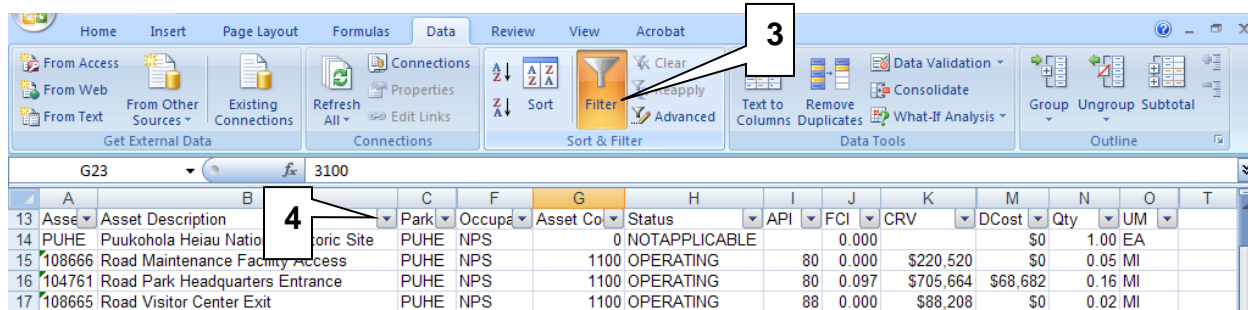 Home Insert Page Layout Formulas Data Review View Acrobat
3
From Access
From Web
From Text
From Other Sources
Existing Connections
Get External Data
Refresh All
Connections
Properties
Edit Links
Connections
Sort
Filter
Clear
Reapply
Advanced
Sort & Filter
Text to Columns
Remove Duplicates
Data Validation
Consolidate
What-If Analysis
Data Tools
Group Ungroup Subtotal
Outline
G23 fx 3100
4
A B C F G H I J K M N O T
13 Asse Asset Description Park Occupa Asset Co Status API FCI CRV DCost Qty UM
14 PUHE Puukohola Heiau Natio oric Site PUHE NPS 0 NOTAPPLICABLE 0.000 $0 1.00 EA
15 108666 Road Maintenance Facility Access PUHE NPS 1100 OPERATING 80 0.000 $220,520 $0 0.05 MI
16 104761 Road Park Headquarters Entrance PUHE NPS 1100 OPERATING 80 0.097 $705,664 $68,682 0.16 MI
17 108665 Road Visitor Center Exit PUHE NPS 1100 OPERATING 88 0.000 $88,208 $0 0.02 MI